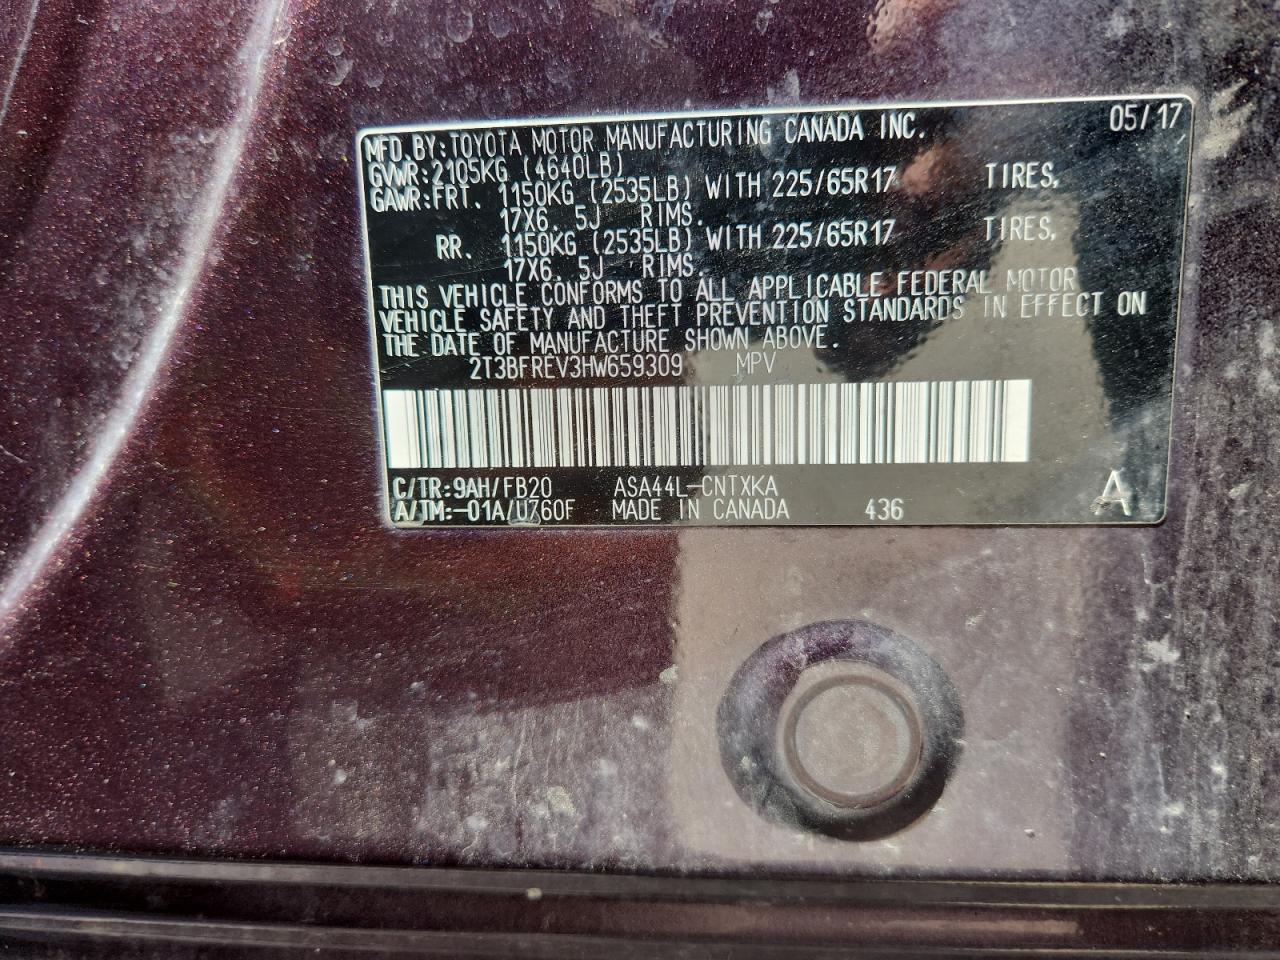 05/17
MFD.BY:TOYOTA MOTOR MANUFACTURING CANADA INC.
GVWR:2105KG (4640LB)
GAWR:FRT. 1150KG (2535LB) WITH 225/65R17 TIRES,
17X6. 5J RIMS.
RR. 1150KG (2535LB) WITH 225/65R17 TIRES,
17X6. 5J RIMS.
THIS VEHICLE CONFORMS TO ALL APPLICABLE FEDERAL MOTOR
VEHICLE SAFETY AND THEFT PREVENTION STANDARDS IN EFFECT ON
THE DATE OF MANUFACTURE SHOWN ABOVE.
2T3BFREV3HW659309 MPV
C/TR:9AH/FB20 ASA44L-CNTXKA
A/TM:-01A/U760F MADE IN CANADA 436 A